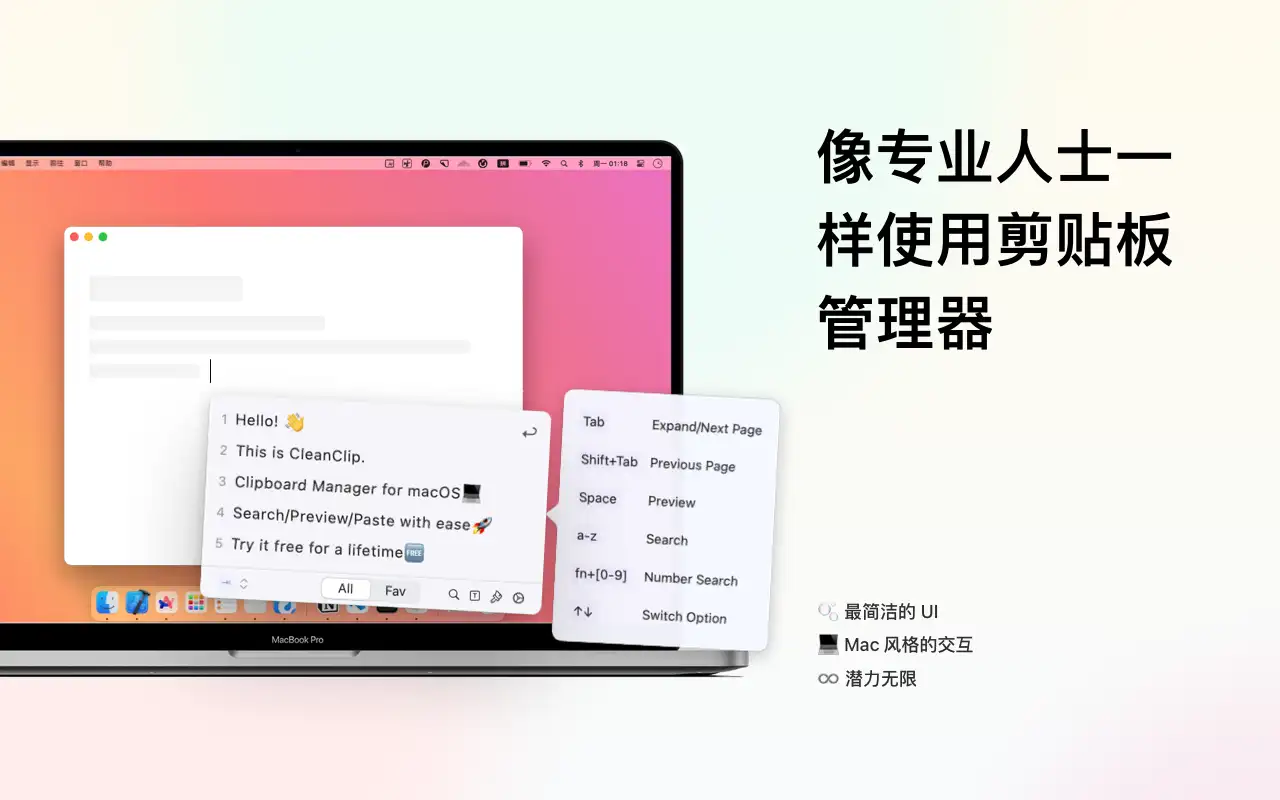 编辑 显示 前往 窗口 帮助
周一 01:18
像专业人士一
样使用剪贴板
管理器
1 Hello! 👋
2 This is CleanClip.
3 Clipboard Manager for macOS💻
4 Search/Preview/Paste with ease🚀
5 Try it free for a lifetime🆓
All Fav
Tab Expand/Next Page
Shift+Tab Previous Page
Space Preview
a-z Search
fn+[0-9] Number Search
↑↓ Switch Option
MacBook Pro
🫧 最简洁的 UI
💻 Mac 风格的交互
♾️ 潜力无限